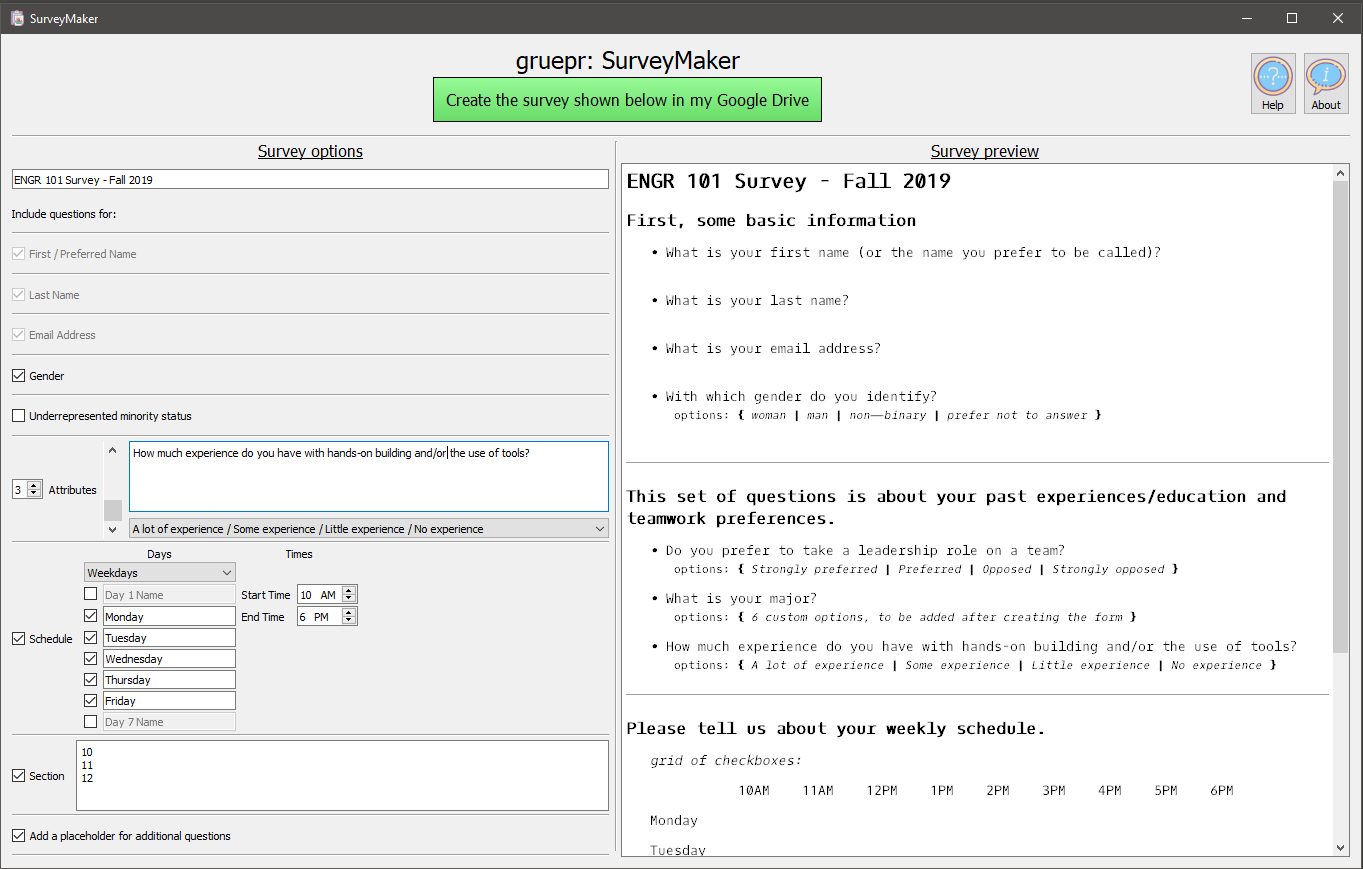 SurveyMaker
gruepr: SurveyMaker
Create the survey shown below in my Google Drive
Help
About
Survey options
ENGR 101 Survey - Fall 2019
Include questions for:
First / Preferred Name
Last Name
Email Address
Gender
Underrepresented minority status
3 Attributes
How much experience do you have with hands-on building and/or the use of tools?
A lot of experience / Some experience / Little experience / No experience
Days
Times
Weekdays
Day 1 Name
Start Time 10 AM
Monday
End Time 6 PM
Schedule
Tuesday
Wednesday
Thursday
Friday
Day 7 Name
Section
10
11
12
Add a placeholder for additional questions
Survey preview
ENGR 101 Survey - Fall 2019
First, some basic information
• What is your first name (or the name you prefer to be called)?
• What is your last name?
• What is your email address?
• With which gender do you identify?
options: { woman | man | non—binary | prefer not to answer }
This set of questions is about your past experiences/education and
teamwork preferences.
• Do you prefer to take a leadership role on a team?
options: { Strongly preferred | Preferred | Opposed | Strongly opposed }
• What is your major?
options: { 6 custom options, to be added after creating the form }
• How much experience do you have with hands-on building and/or the use of tools?
options: { A lot of experience | Some experience | Little experience | No experience }
Please tell us about your weekly schedule.
grid of checkboxes:
10AM 11AM 12PM 1PM 2PM 3PM 4PM 5PM 6PM
Monday
Tuesday